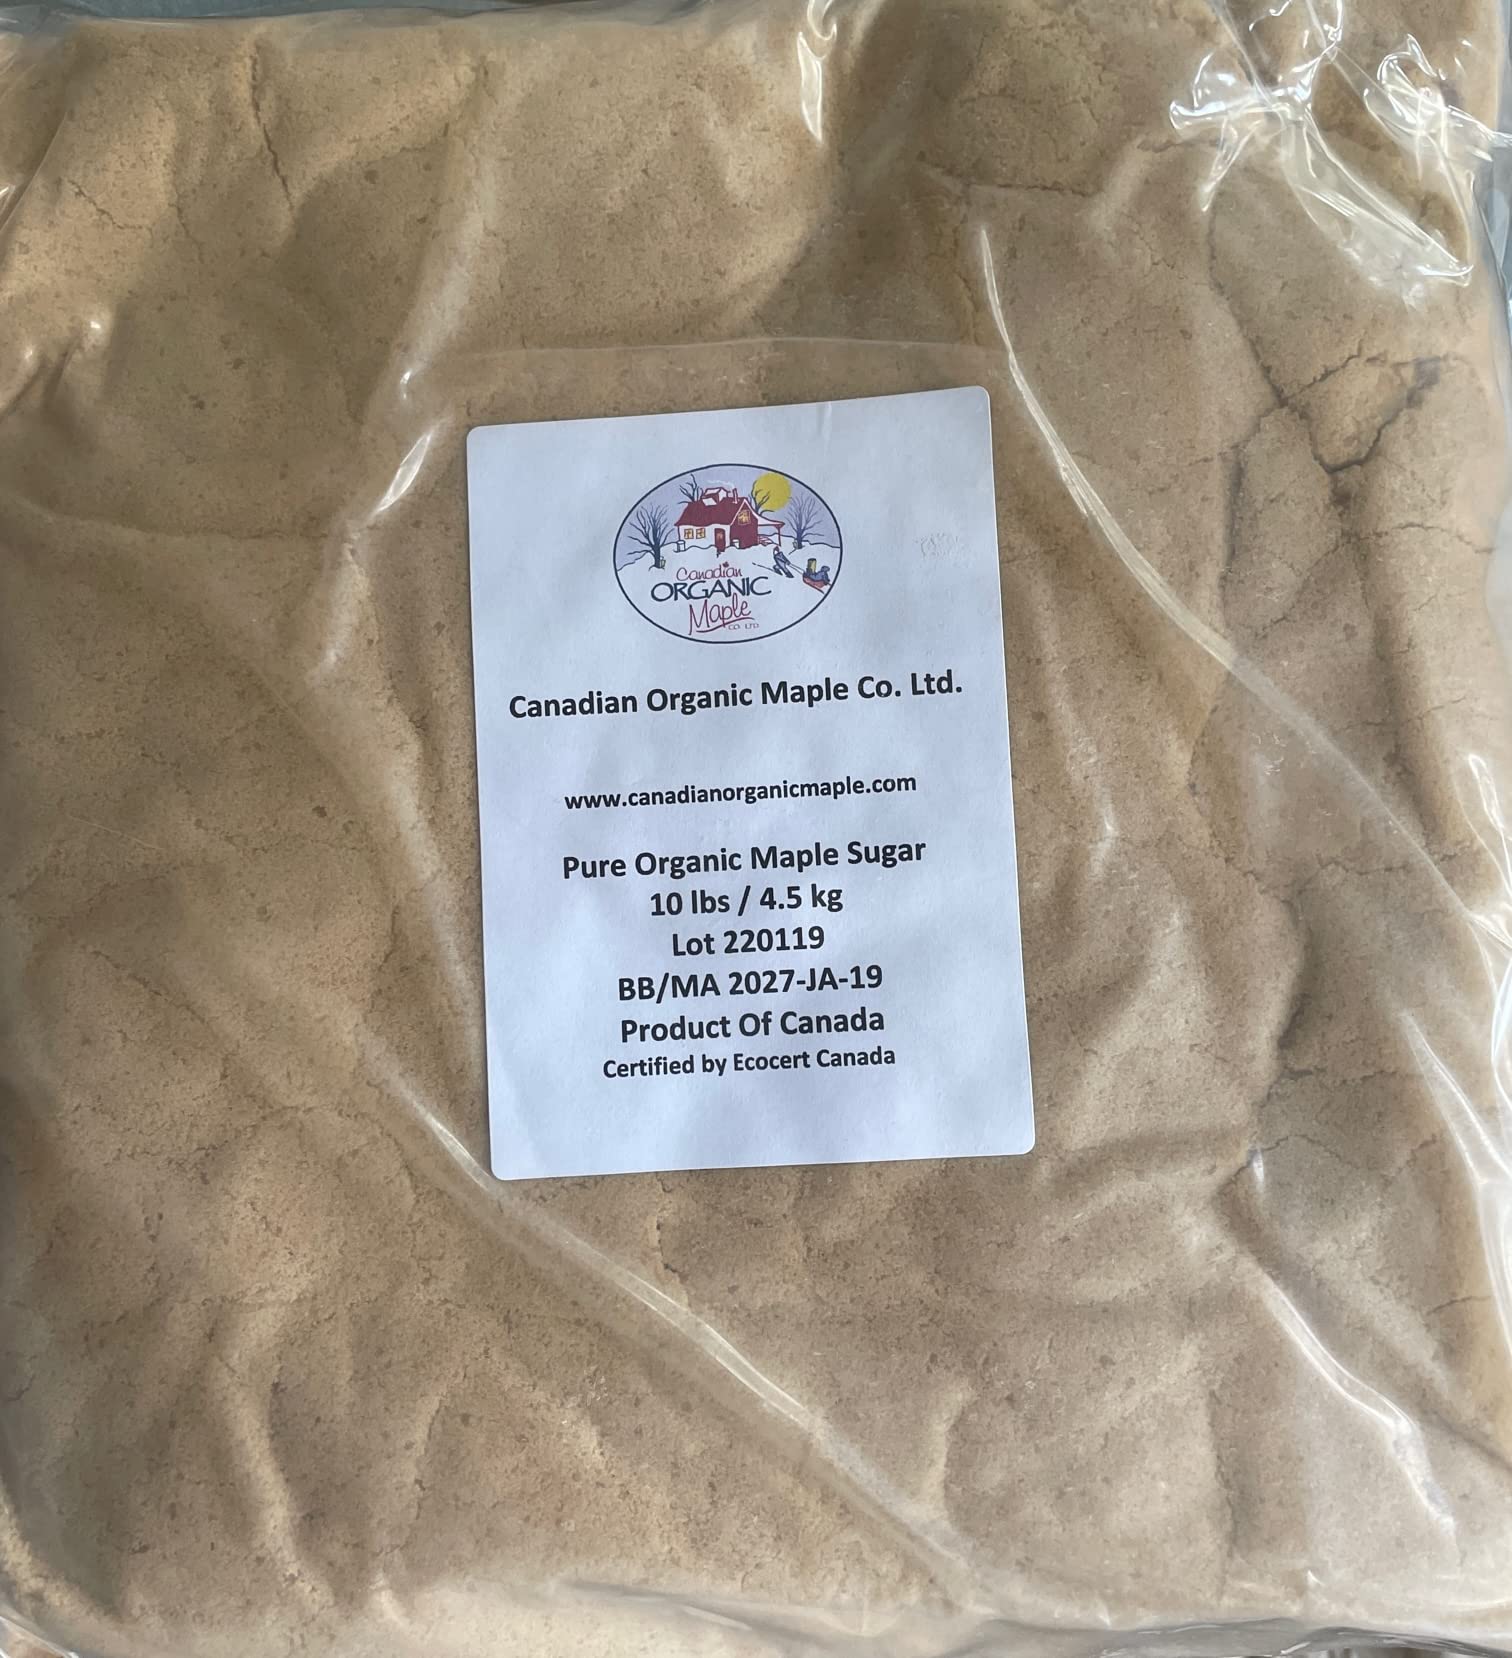 Canadian
ORGANIC
Maple
CO LTD
Canadian Organic Maple Co. Ltd.
www.canadianorganicmaple.com
Pure Organic Maple Sugar
10 lbs / 4.5 kg
Lot 220119
BB/MA 2027-JA-19
Product Of Canada
Certified by Ecocert Canada